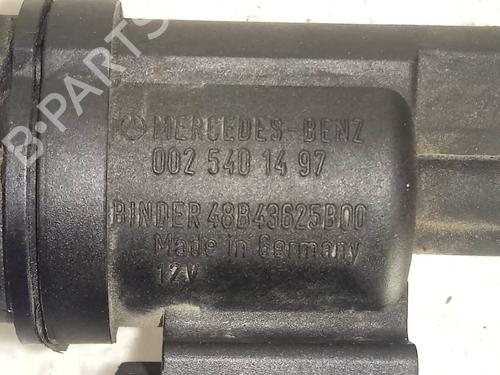 B-PARTS
MERCEDES-BENZ
002 540 14 97
BINDER 48B43625B00
Made in Germany
12V